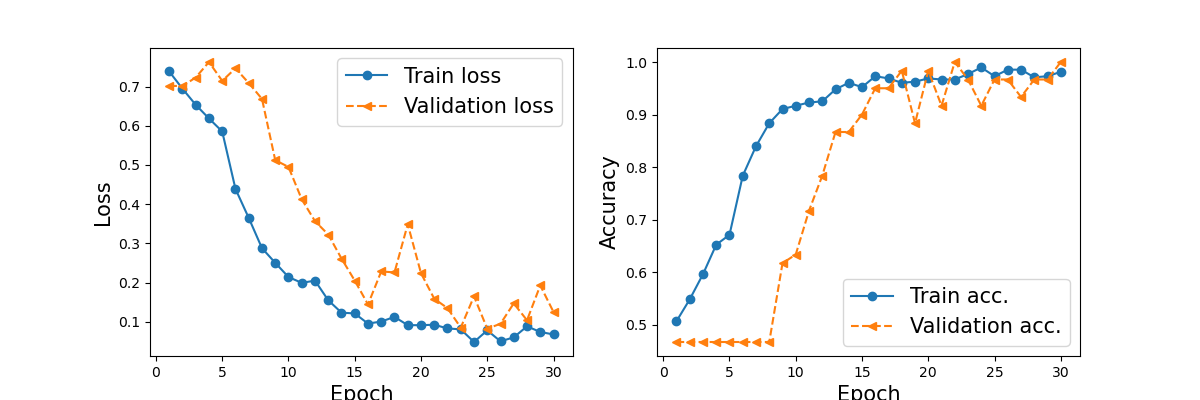 Train loss
Validation loss
0.7
0.6
0.5
0.4
0.3
0.2
0.1
Loss
0 5 10 15 20 25 30
Epoch
1.0
0.9
0.8
0.7
0.6
0.5
Accuracy
Train acc.
Validation acc.
0 5 10 15 20 25 30
Epoch